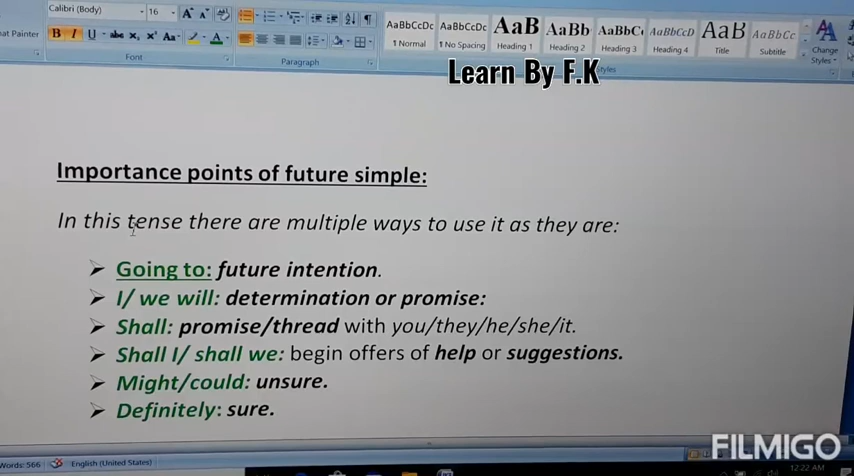 Calibri (Body) 16
Painter
Font
Paragraph
AaBbCcDc AaBbCcDc AaB AaBb AaBbC AaBbCcD AaB AaBbCc
¶ Normal ¶ No Spacing Heading 1 Heading 2 Heading 3 Heading 4 Title Subtitle
Change
Styles
Learn By F.K
Importance points of future simple:
In this tense there are multiple ways to use it as they are:
➢ Going to: future intention.
➢ I/ we will: determination or promise:
➢ Shall: promise/thread with you/they/he/she/it.
➢ Shall I/ shall we: begin offers of help or suggestions.
➢ Might/could: unsure.
➢ Definitely: sure.
Words: 566 English (United States)
FILMIGO
12:22 AM